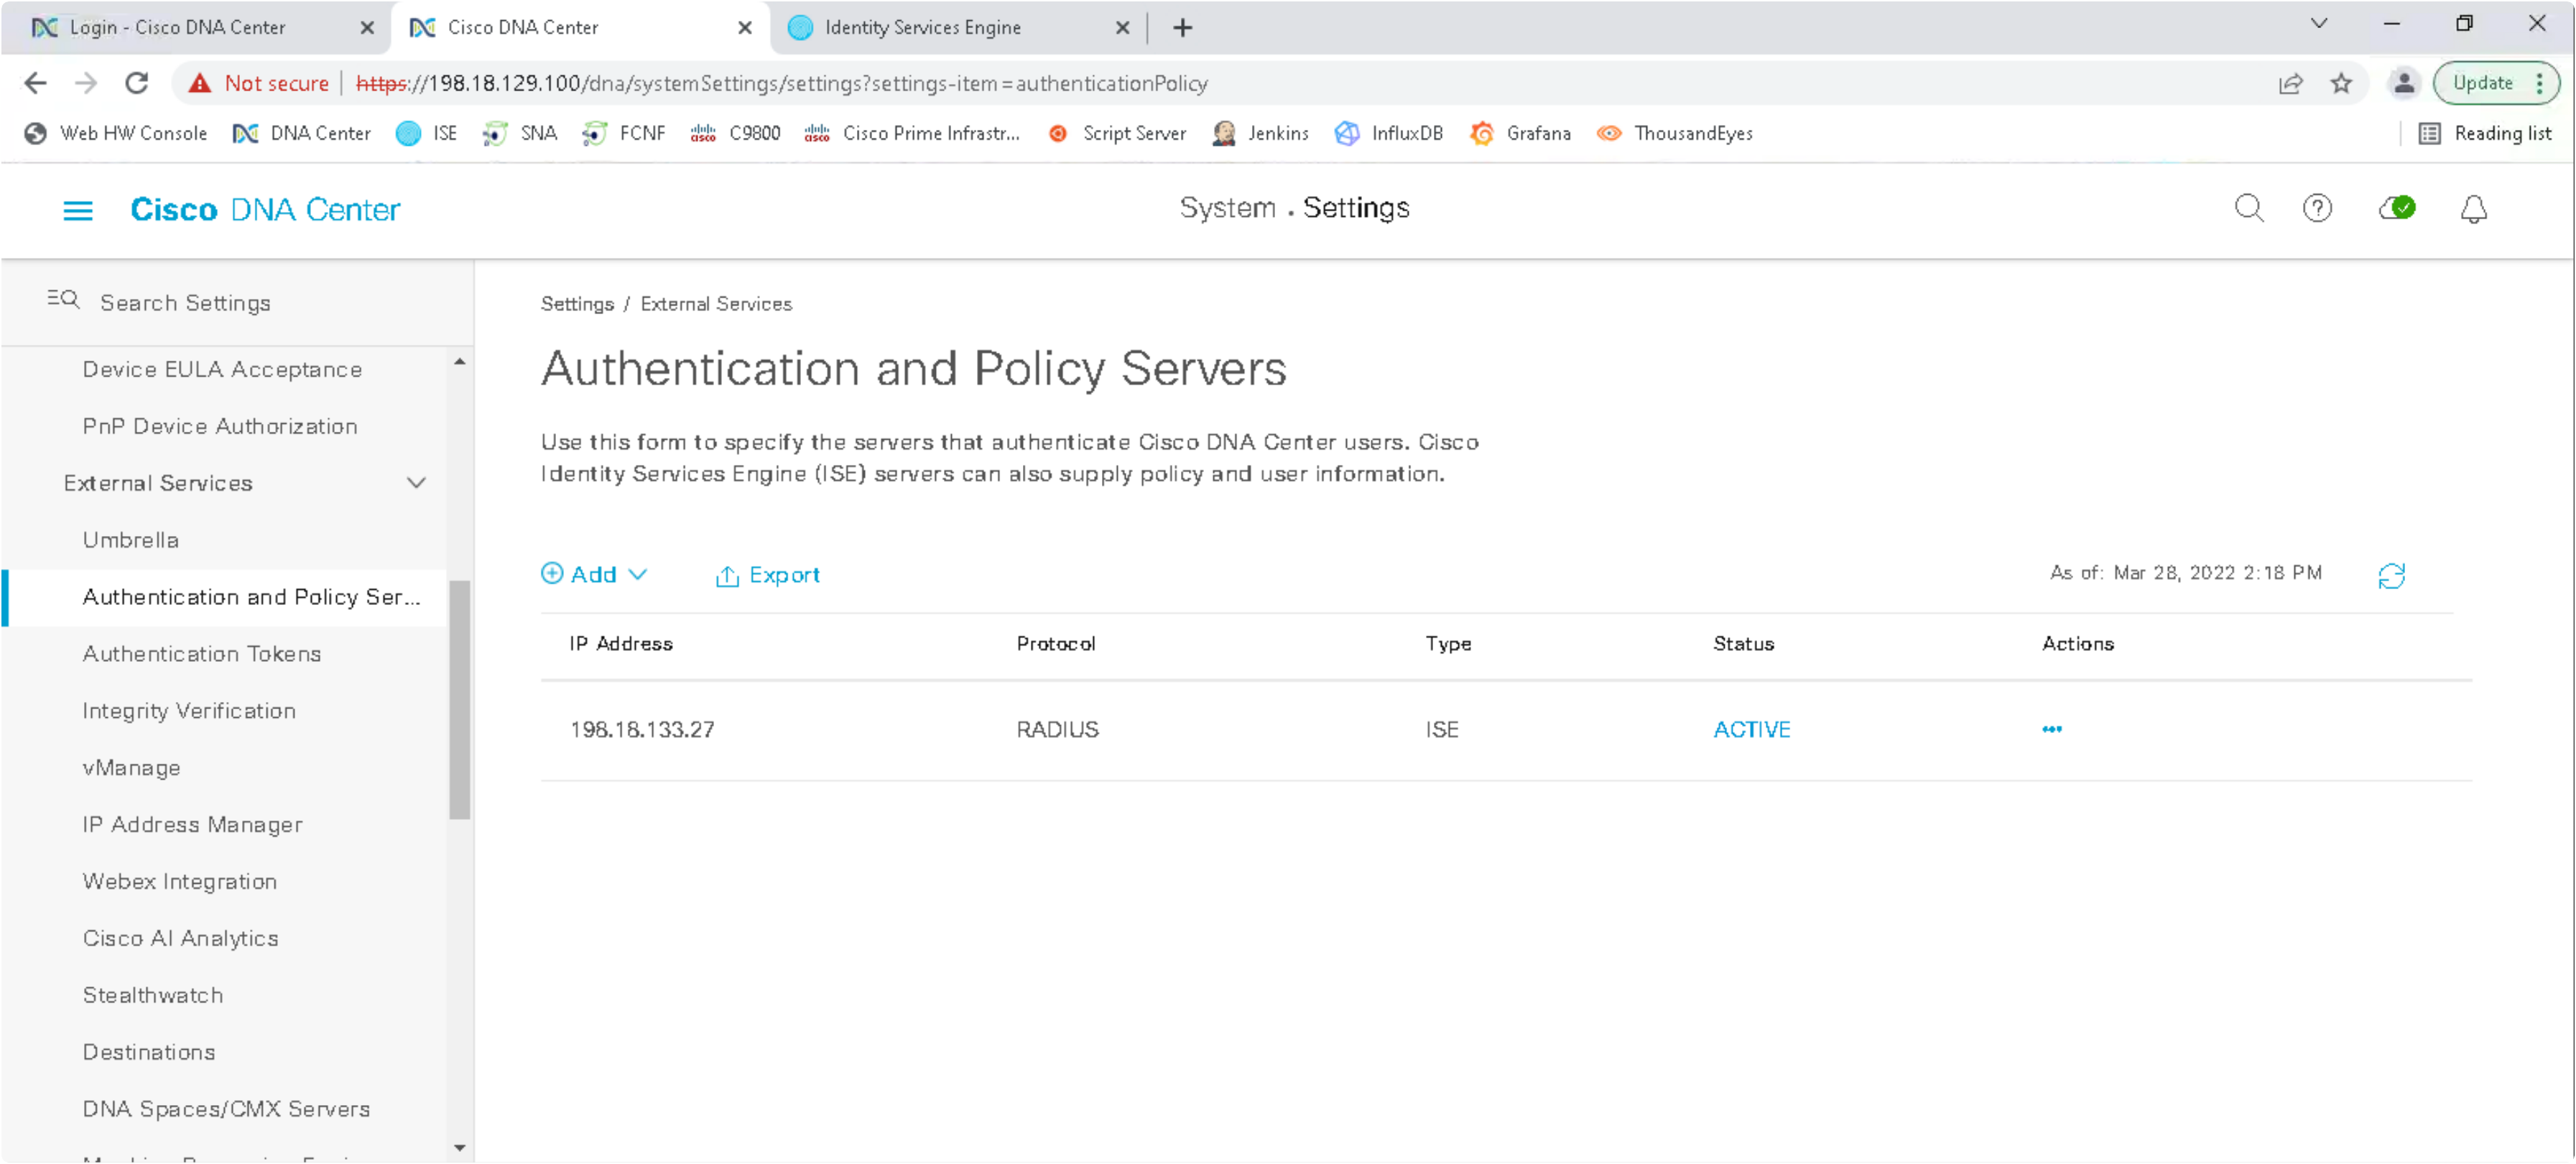 Login - Cisco DNA Center
Cisco DNA Center
Identity Services Engine
Not secure | https://198.18.129.100/dna/systemSettings/settings?settings-item=authenticationPolicy
Update
Web HW Console DNA Center ISE SNA FCNF C9800 Cisco Prime Infrastr... Script Server Jenkins InfluxDB Grafana ThousandEyes Reading list
Cisco DNA Center
System . Settings
Search Settings
Device EULA Acceptance
PnP Device Authorization
External Services
Umbrella
Authentication and Policy Ser...
Authentication Tokens
Integrity Verification
vManage
IP Address Manager
Webex Integration
Cisco AI Analytics
Stealthwatch
Destinations
DNA Spaces/CMX Servers
Settings / External Services
Authentication and Policy Servers
Use this form to specify the servers that authenticate Cisco DNA Center users. Cisco
Identity Services Engine (ISE) servers can also supply policy and user information.
Add Export As of: Mar 28, 2022 2:18 PM
IP Address Protocol Type Status Actions
198.18.133.27 RADIUS ISE ACTIVE